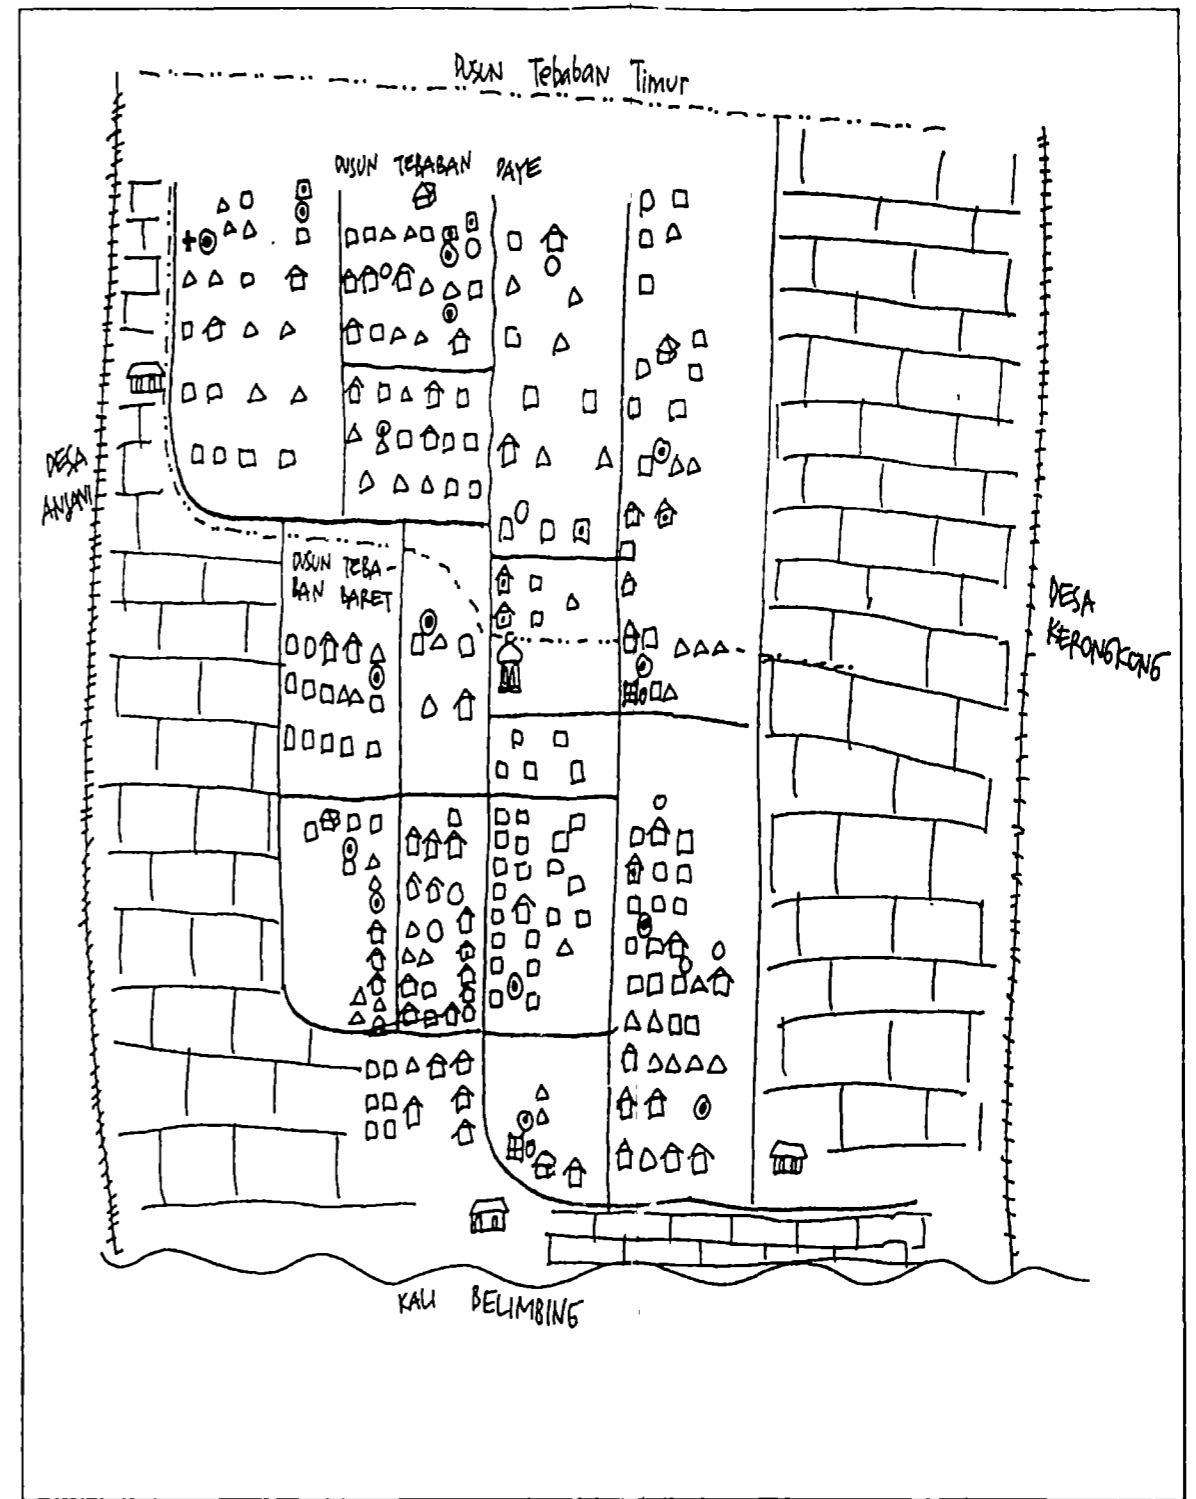 DUSUN Tebaban Timur
DUSUN TEBABAN DAYE
DESA
ANJANI
DUSUN TEBA-
BAN BARET
DESA
KERONGKONG
KALI BELIMBING